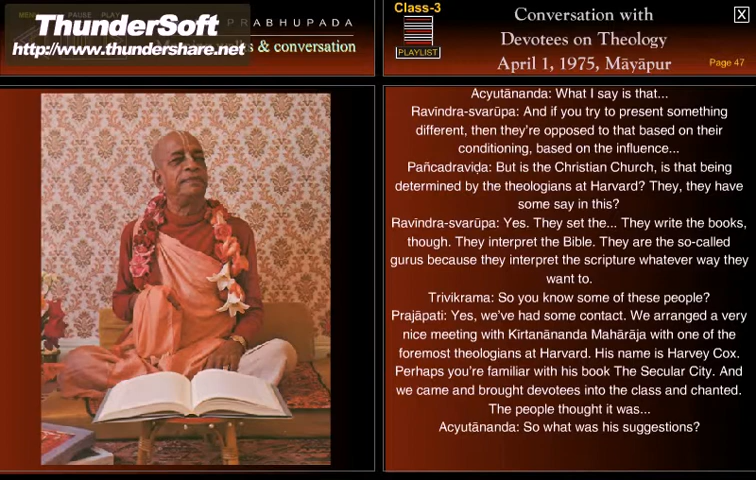 ThunderSoft
http://www.thundershare.net
PRABHUPADA
& conversation
Class-3
PLAYLIST
Conversation with
Devotees on Theology
April 1, 1975, Māyāpur
X
Page 47
Acyutānanda: What I say is that...
Ravīndra-svarūpa: And if you try to present something
different, then they're opposed to that based on their
conditioning, based on the influence...
Pañcadraviḍa: But is the Christian Church, is that being
determined by the theologians at Harvard? They, they have
some say in this?
Ravīndra-svarūpa: Yes. They set the... They write the books,
though. They interpret the Bible. They are the so-called
gurus because they interpret the scripture whatever way they
want to.
Trivikrama: So you know some of these people?
Prajāpati: Yes, we've had some contact. We arranged a very
nice meeting with Kīrtanānanda Mahārāja with one of the
foremost theologians at Harvard. His name is Harvey Cox.
Perhaps you're familiar with his book The Secular City. And
we came and brought devotees into the class and chanted.
The people thought it was...
Acyutānanda: So what was his suggestions?